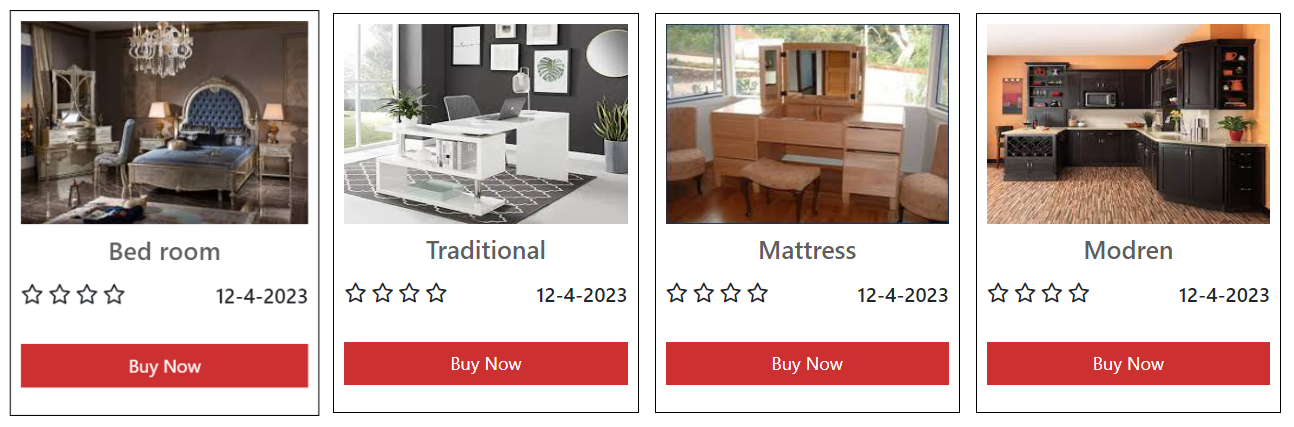 Bed room
12-4-2023
Buy Now
Traditional
12-4-2023
Buy Now
Mattress
12-4-2023
Buy Now
Modren
12-4-2023
Buy Now